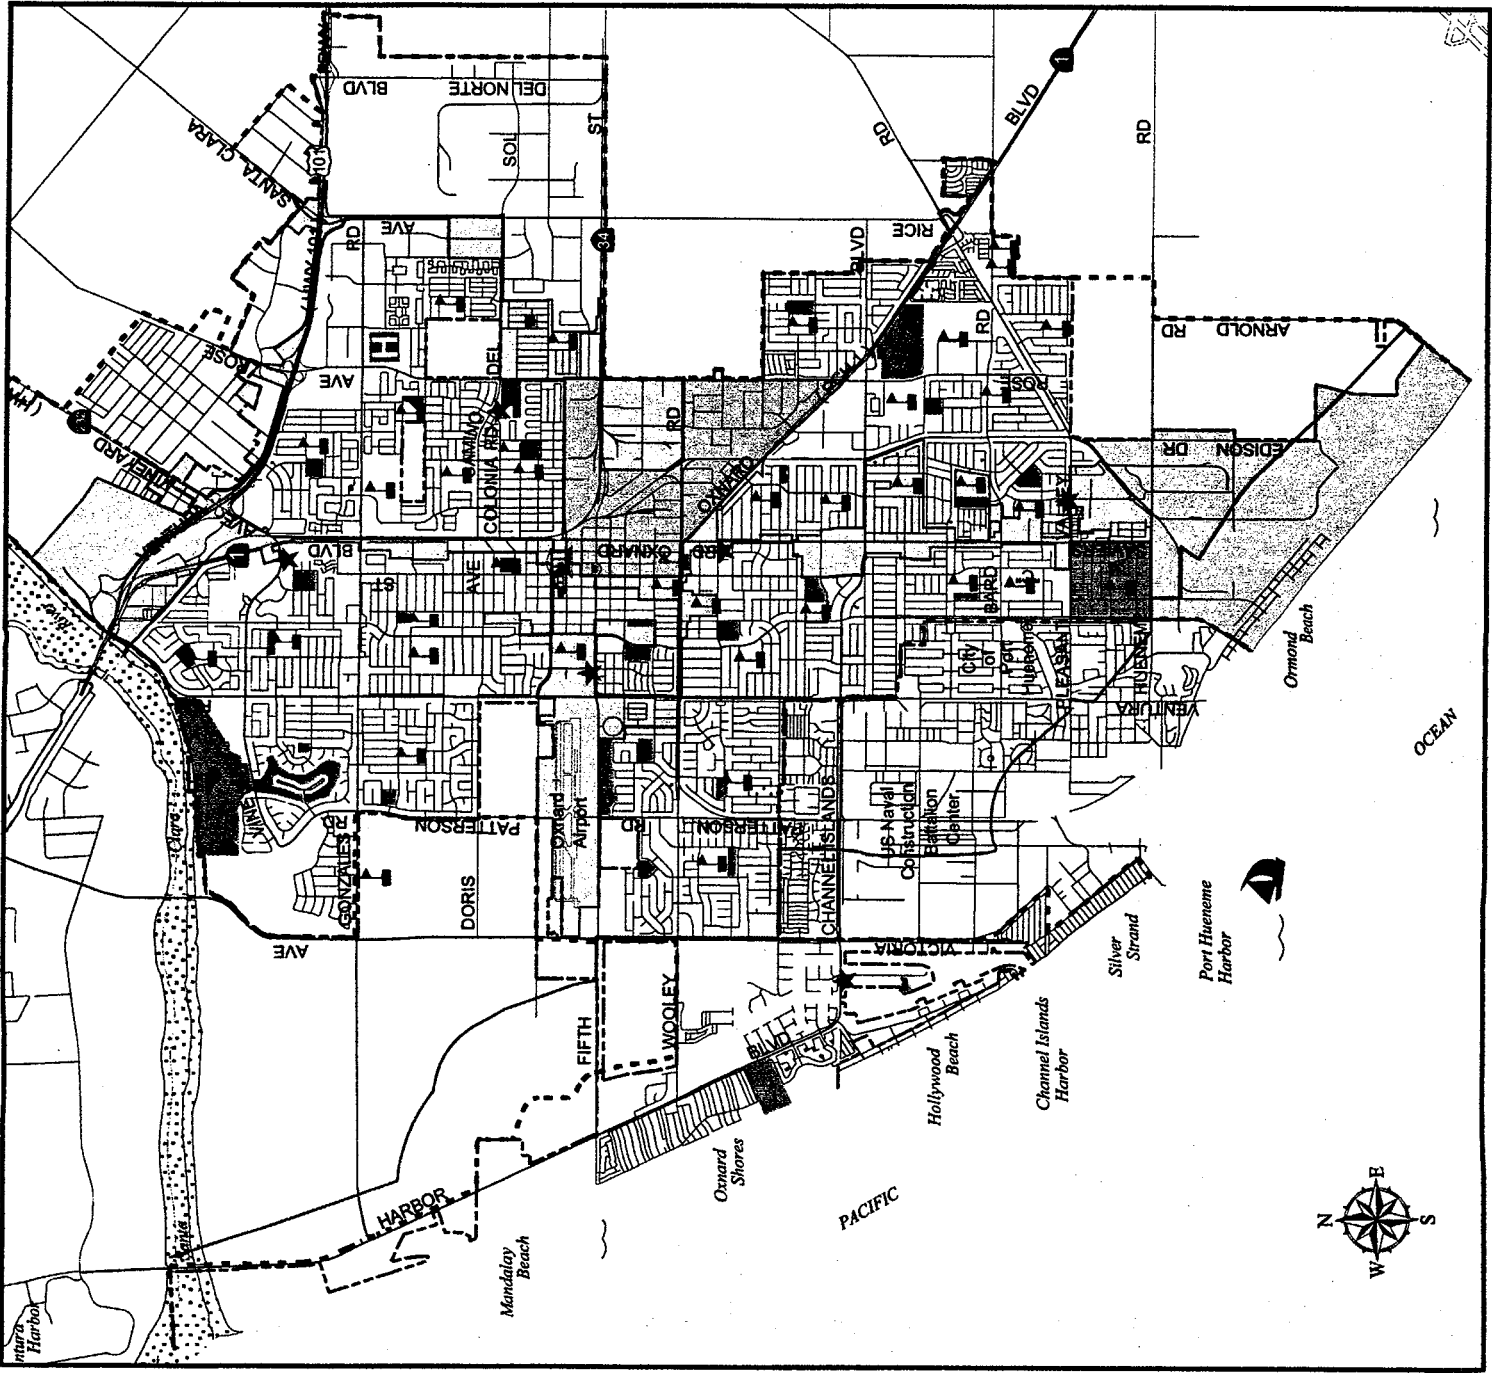 BLVD
DEL NORTE
SANTA CLARA
101
SOL
ST
RD
BLVD
1
RD
RD
AVE
34
BLVD
RICE
ROSE
AVE
DEL
RD
RD
ROSE
ARNOLD
RD
VINEYARD
AVE
CAMINO
COLONIA RD
OXNARD
EDISON
DR
1
BLVD
OXNARD
RD
ST
AVE
BARD
River
City
of
Port
Hueneme
PLEASANT
VENTURA
Ormond
Beach
OCEAN
Clara
GONZALES
RD
PATTERSON
Oxnard
Airport
RD
PATTERSON
CHANNEL ISLANDS
US Naval
Construction
Battalion
Center
DORIS
AVE
VICTORIA
Silver
Strand
Port Hueneme
Harbor
FIFTH
WOOLEY
BLVD
Hollywood
Beach
Channel Islands
Harbor
Oxnard
Shores
PACIFIC
HARBOR
Mandalay
Beach
Santa
ntura
Harbor
N
W E
S